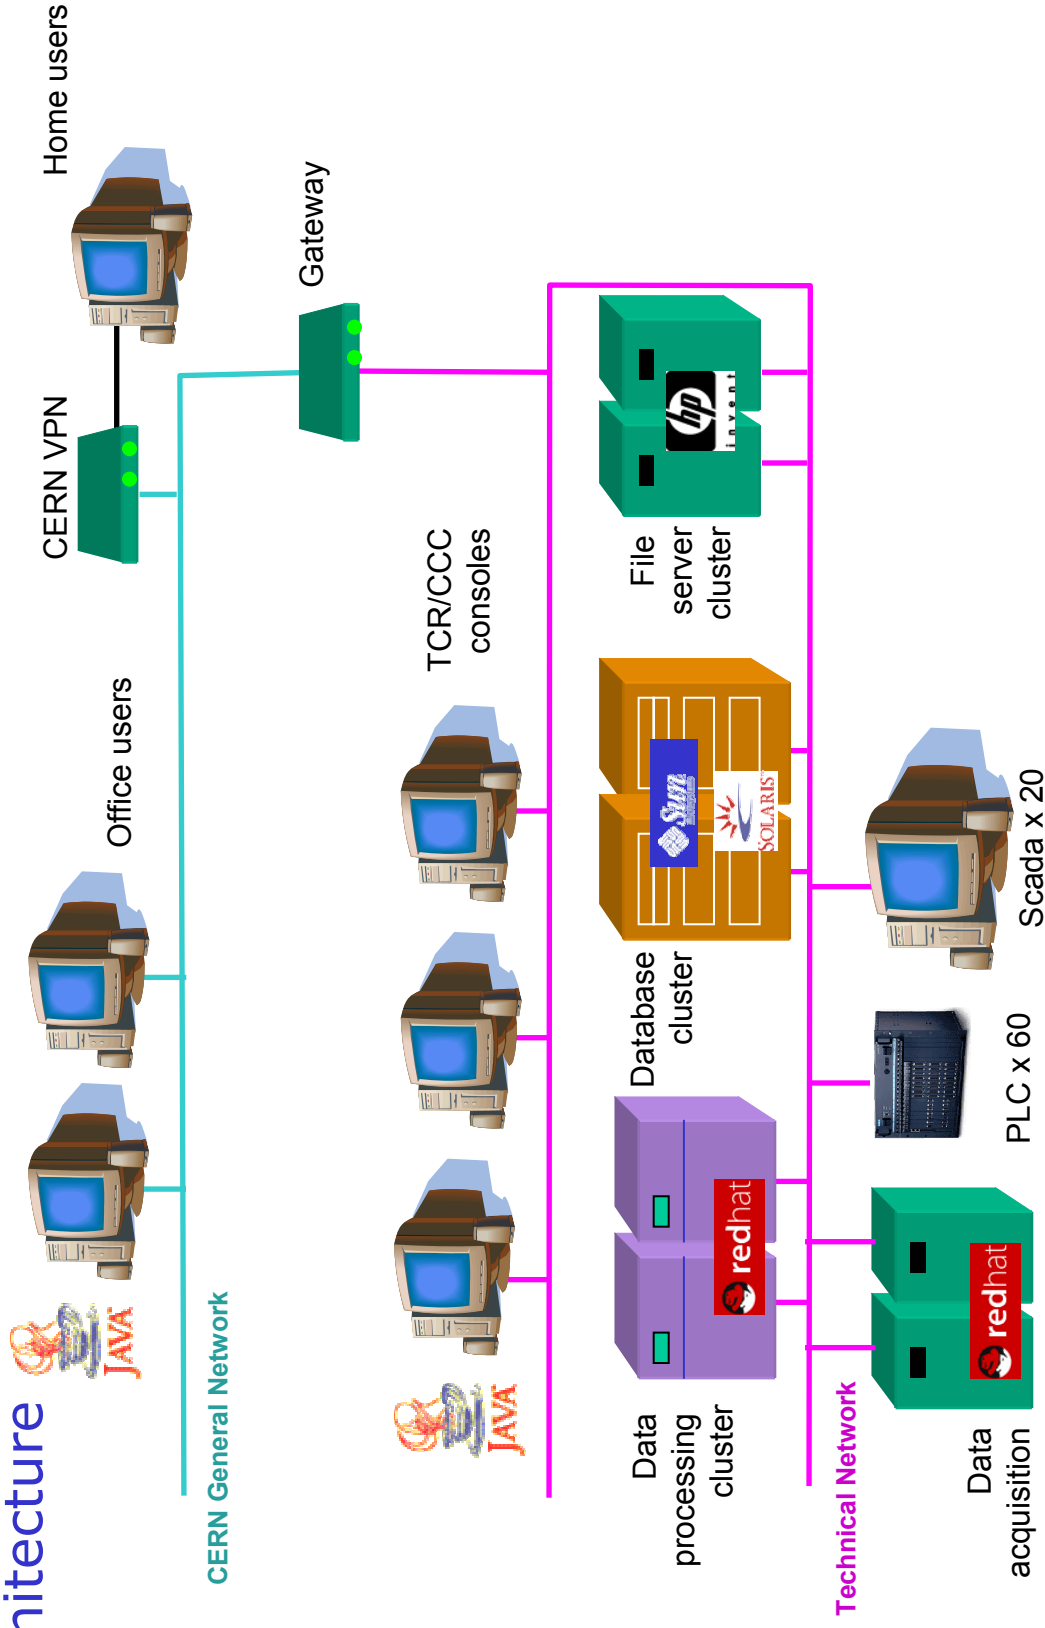 hitecture
JAVA
Office users
CERN VPN
Home users
CERN General Network
Gateway
JAVA
TCR/CCC
consoles
Data
processing
cluster
redhat
Database
cluster
Sun
SOLARIS
File
server
cluster
hp
invent
Technical Network
Data
acquisition
redhat
PLC x 60
Scada x 20